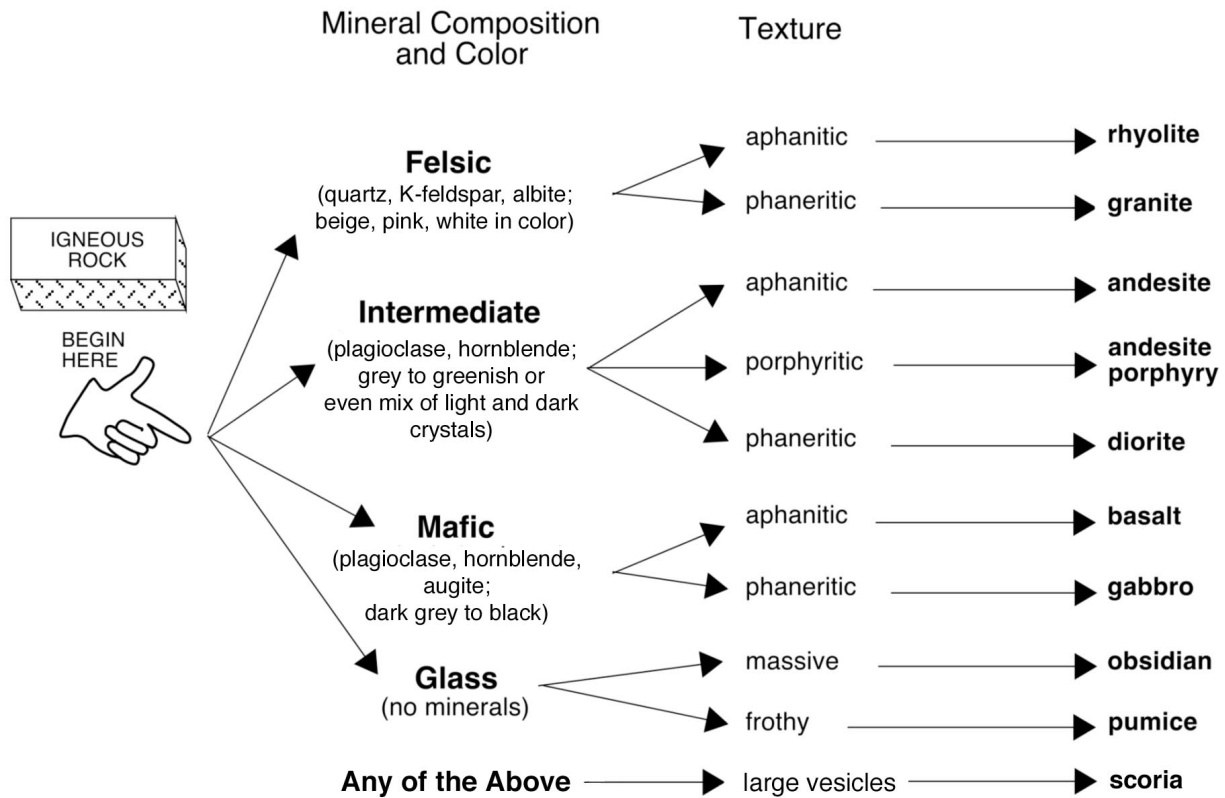 Mineral Composition
and Color
Texture
IGNEOUS
ROCK
BEGIN
HERE
Felsic
(quartz, K-feldspar, albite;
beige, pink, white in color)
aphanitic
rhyolite
phaneritic
granite
Intermediate
(plagioclase, hornblende;
grey to greenish or
even mix of light and dark
crystals)
aphanitic
andesite
porphyritic
andesite
porphyry
phaneritic
diorite
Mafic
(plagioclase, hornblende,
augite;
dark grey to black)
aphanitic
basalt
phaneritic
gabbro
Glass
(no minerals)
massive
obsidian
frothy
pumice
Any of the Above
large vesicles
scoria